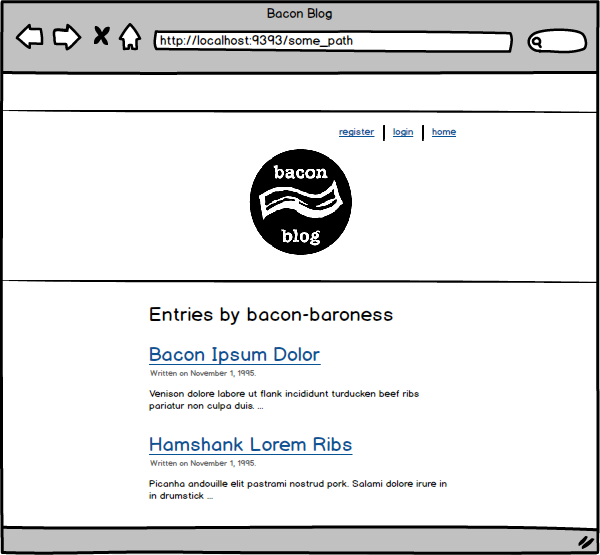 Bacon Blog
http://localhost:9393/some_path
register login home
bacon
blog
Entries by bacon-baroness
Bacon Ipsum Dolor
Written on November 1, 1995.
Venison dolore labore ut flank incididunt turducken beef ribs
pariatur non culpa duis. ...
Hamshank Lorem Ribs
Written on November 1, 1995.
Picanha andouille elit pastrami nostrud pork. Salami dolore irure in
in drumstick ...